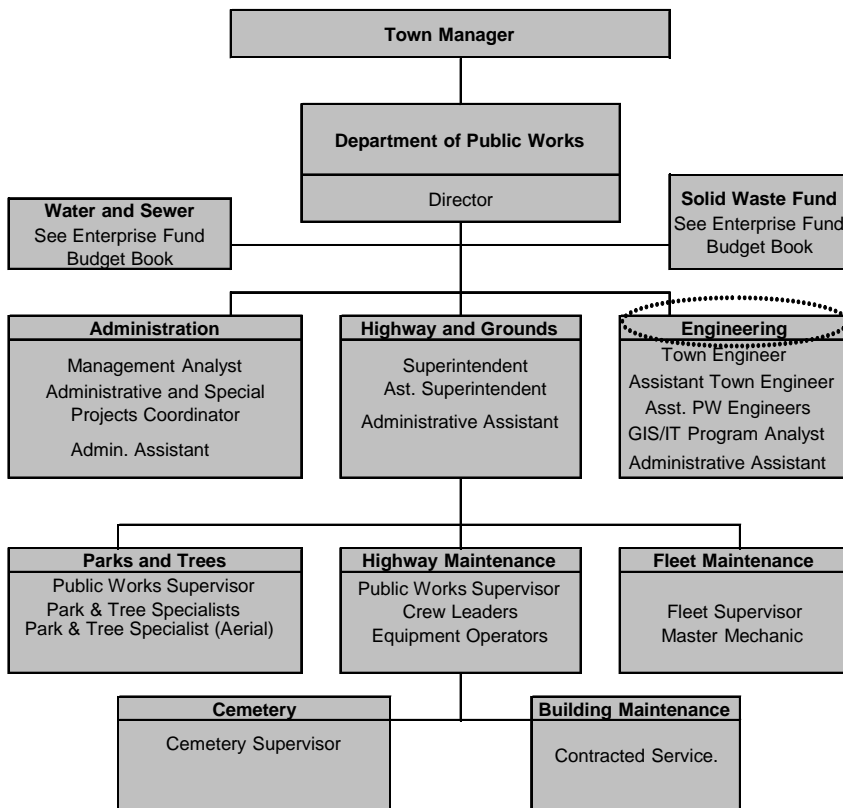 Town Manager
Department of Public Works
Director
Water and Sewer
See Enterprise Fund
Budget Book
Solid Waste Fund
See Enterprise Fund
Budget Book
Administration
Management Analyst
Administrative and Special
Projects Coordinator
Admin. Assistant
Highway and Grounds
Superintendent
Ast. Superintendent
Administrative Assistant
Engineering
Town Engineer
Assistant Town Engineer
Asst. PW Engineers
GIS/IT Program Analyst
Administrative Assistant
Parks and Trees
Public Works Supervisor
Park & Tree Specialists
Park & Tree Specialist (Aerial)
Highway Maintenance
Public Works Supervisor
Crew Leaders
Equipment Operators
Fleet Maintenance
Fleet Supervisor
Master Mechanic
Cemetery
Cemetery Supervisor
Building Maintenance
Contracted Service.